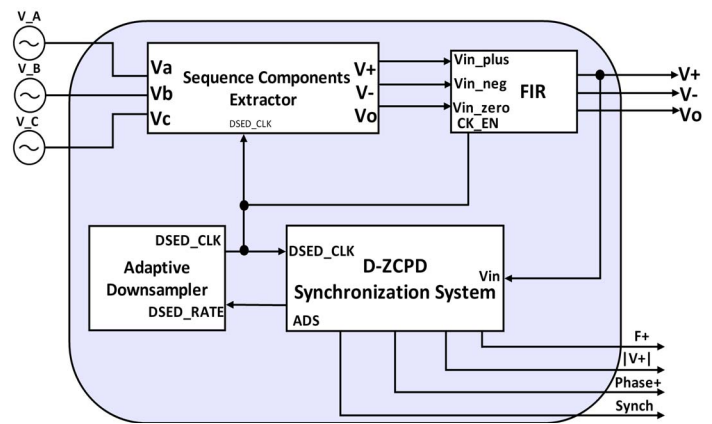 V_A
V_B
V_C
Va
Vb
Vc
Sequence Components
Extractor
DSED_CLK
V+
V-
Vo
Vin_plus
Vin_neg
Vin_zero
CK_EN
FIR
V+
V-
Vo
DSED_CLK
Adaptive
Downsampler
DSED_RATE
DSED_CLK
D-ZCPD
Synchronization System
Vin
ADS
F+
|V+|
Phase+
Synch